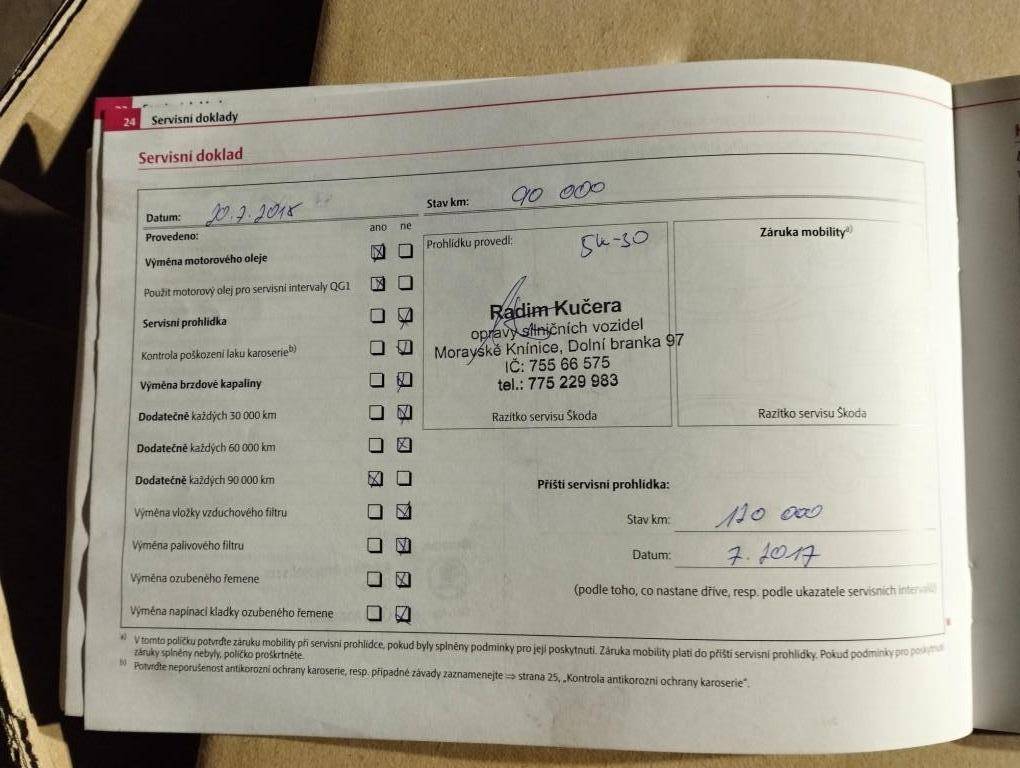 24 Servisní doklady
Servisní doklad
Datum: 20.7.2015
Stav km: 90 000
Provedeno: ano ne
Výměna motorového oleje
Použit motorový olej pro servisní intervaly QG1
Servisní prohlídka
Kontrola poškození laku karoserie b)
Výměna brzdové kapaliny
Dodatečně každých 30 000 km
Dodatečně každých 60 000 km
Dodatečně každých 90 000 km
Výměna vložky vzduchového filtru
Výměna palivového filtru
Výměna ozubeného řemene
Výměna napínací kladky ozubeného řemene
Prohlídku provedl: 5W-30
Radim Kučera
opravy silničních vozidel
Moravské Knínice, Dolní branka 97
IČ: 755 66 575
tel.: 775 229 983
Razítko servisu Škoda
Záruka mobility a)
Razítko servisu Škoda
Příští servisní prohlídka:
Stav km: 120 000
Datum: 7.2017
(podle toho, co nastane dříve, resp. podle ukazatele servisních intervalů)
a) V tomto políčku potvrďte záruku mobility při servisní prohlídce, pokud byly splněny podmínky pro její poskytnutí. Záruka mobility platí do příští servisní prohlídky. Pokud podmínky pro poskytnutí
záruky splněny nebyly, políčko proškrtněte.
b) Potvrďte neporušenost antikorozní ochrany karoserie, resp. případné závady zaznamenejte ⇒ strana 25, „Kontrola antikorozní ochrany karoserie".